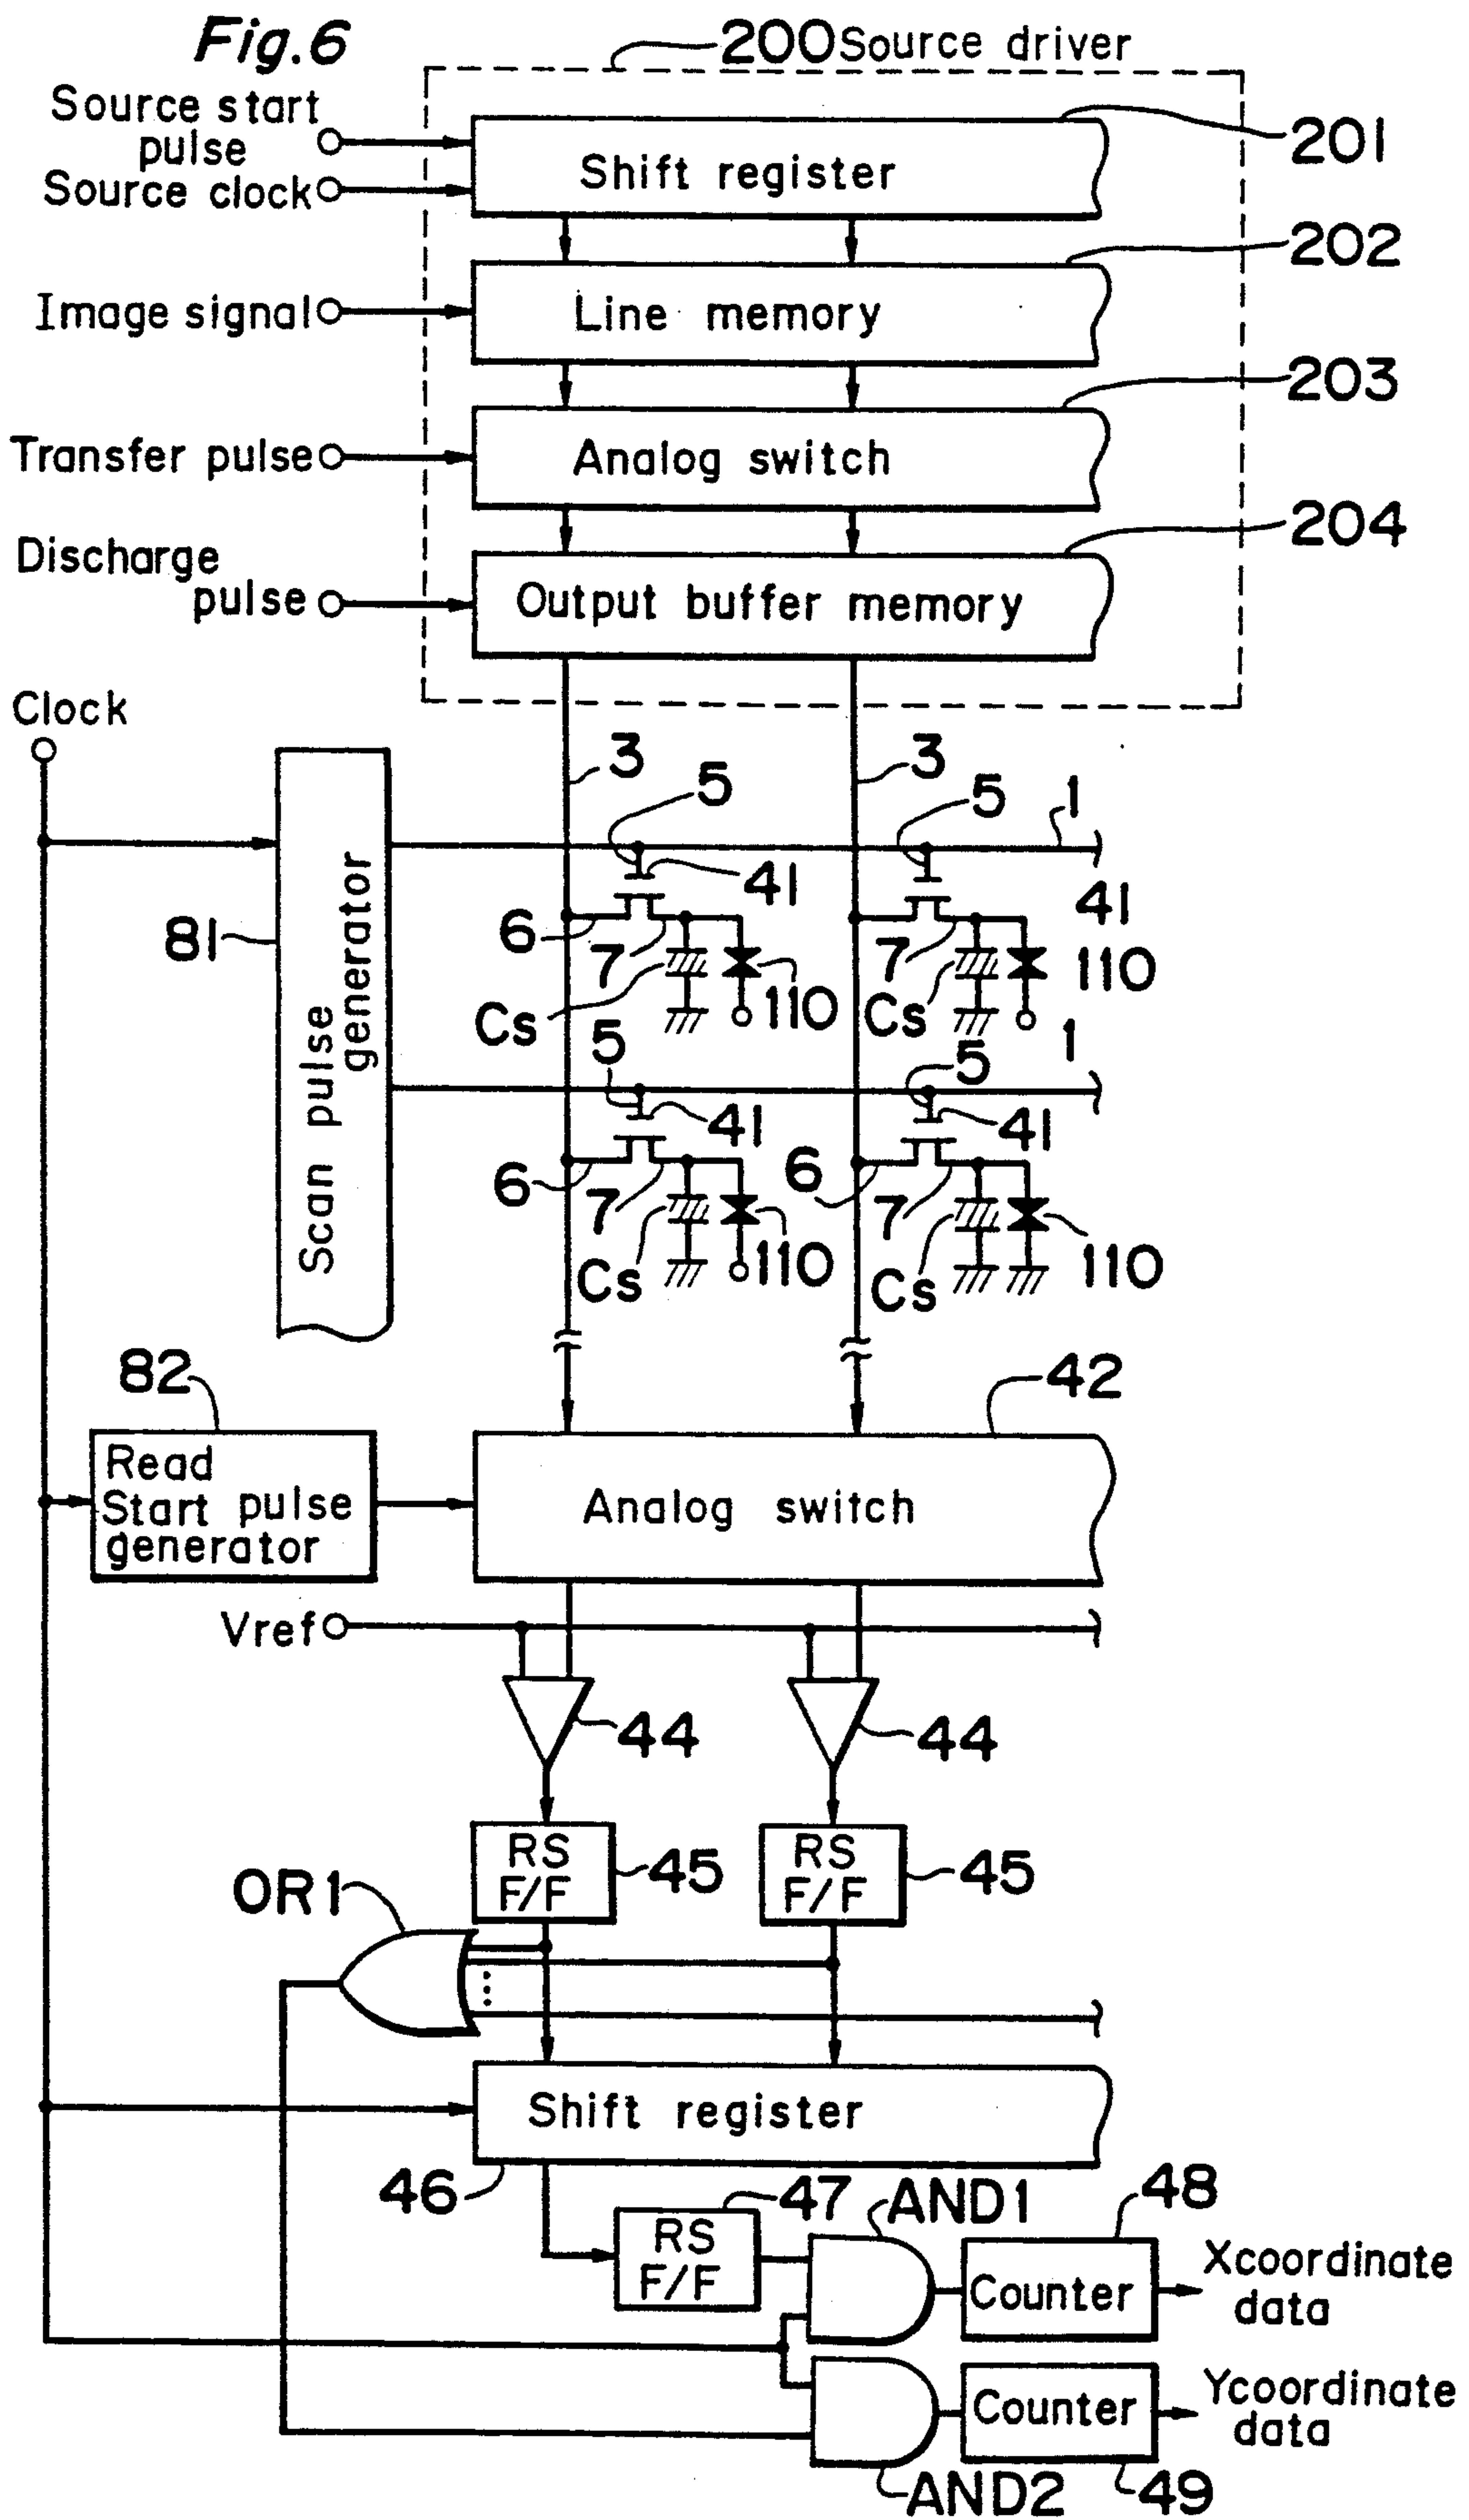 Fig.6
200 Source driver
Source start
pulse
Source clock
Shift register
201
202
Image signal
Line memory
203
Transfer pulse
Analog switch
204
Discharge
pulse
Output buffer memory
Clock
3
3
5
5
1
41
41
81
Scan pulse
generator
6
7
7
Cs
110
Cs
110
5
5
1
41
41
6
7
6
7
Cs
110
Cs
110
82
42
Read
Start pulse
generator
Analog switch
Vref
44
44
RS
F/F
45
RS
F/F
45
OR1
Shift register
46
47
AND1
48
RS
F/F
Counter
Xcoordinate
data
Counter
Ycoordinate
data
AND2
49